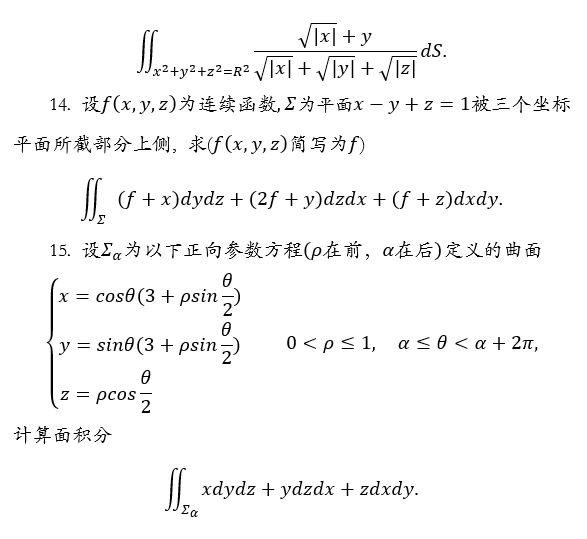 ∬_{x²+y²+z²=R²} (√|x| + y)/(√|x| + √|y| + √|z|) dS.
14. 设f(x, y, z)为连续函数, Σ为平面x − y + z = 1被三个坐标
平面所截部分上侧, 求(f(x, y, z)简写为f)
∬_Σ (f + x)dydz + (2f + y)dzdx + (f + z)dxdy.
15. 设Σ_α为以下正向参数方程(ρ在前, α在后)定义的曲面
{ x = cosθ(3 + ρsin θ/2)
y = sinθ(3 + ρsin θ/2) 0 < ρ ≤ 1, α ≤ θ < α + 2π,
z = ρcos θ/2
计算面积分
∬_{Σ_α} xdydz + ydzdx + zdxdy.